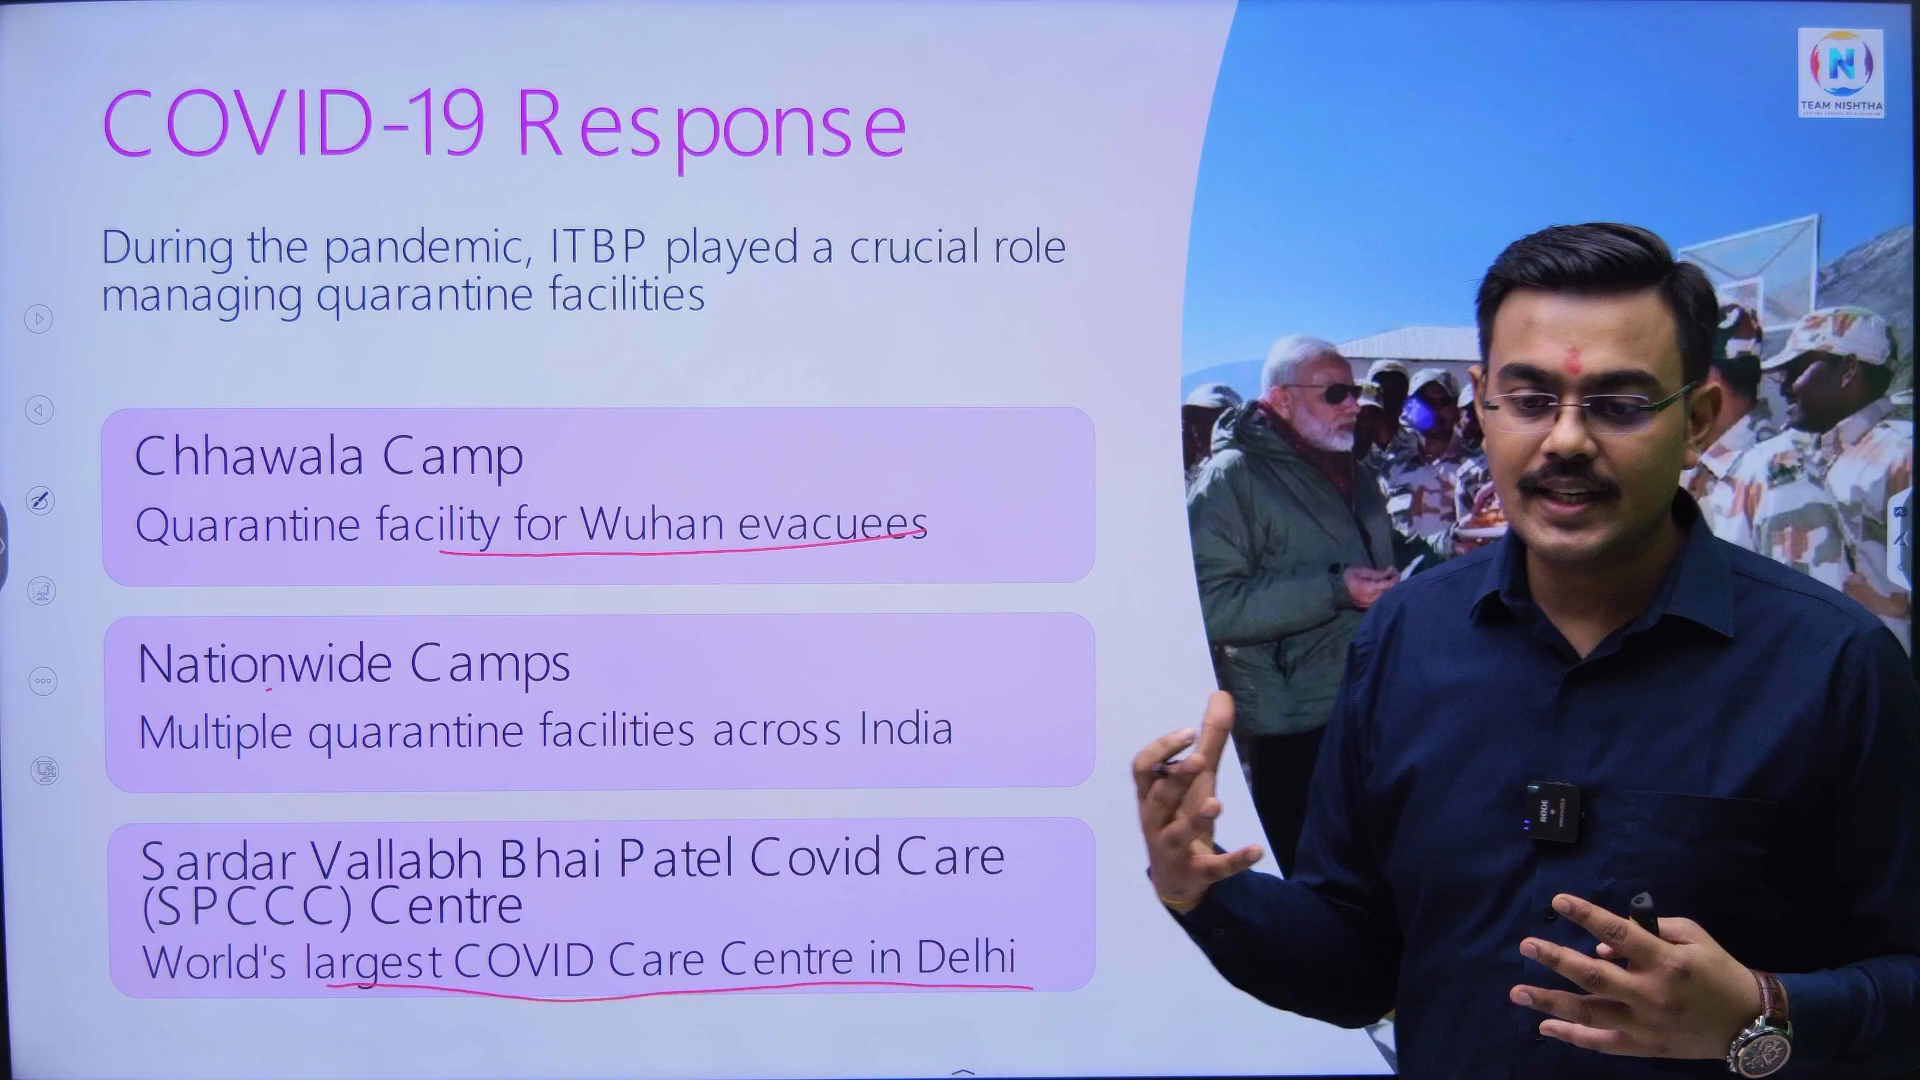 COVID-19 Response
During the pandemic, ITBP played a crucial role
managing quarantine facilities
Chhawala Camp
Quarantine facility for Wuhan evacuees
Nationwide Camps
Multiple quarantine facilities across India
Sardar Vallabh Bhai Patel Covid Care
(SPCCC) Centre
World's largest COVID Care Centre in Delhi
N
TEAM NISHTHA
RODE